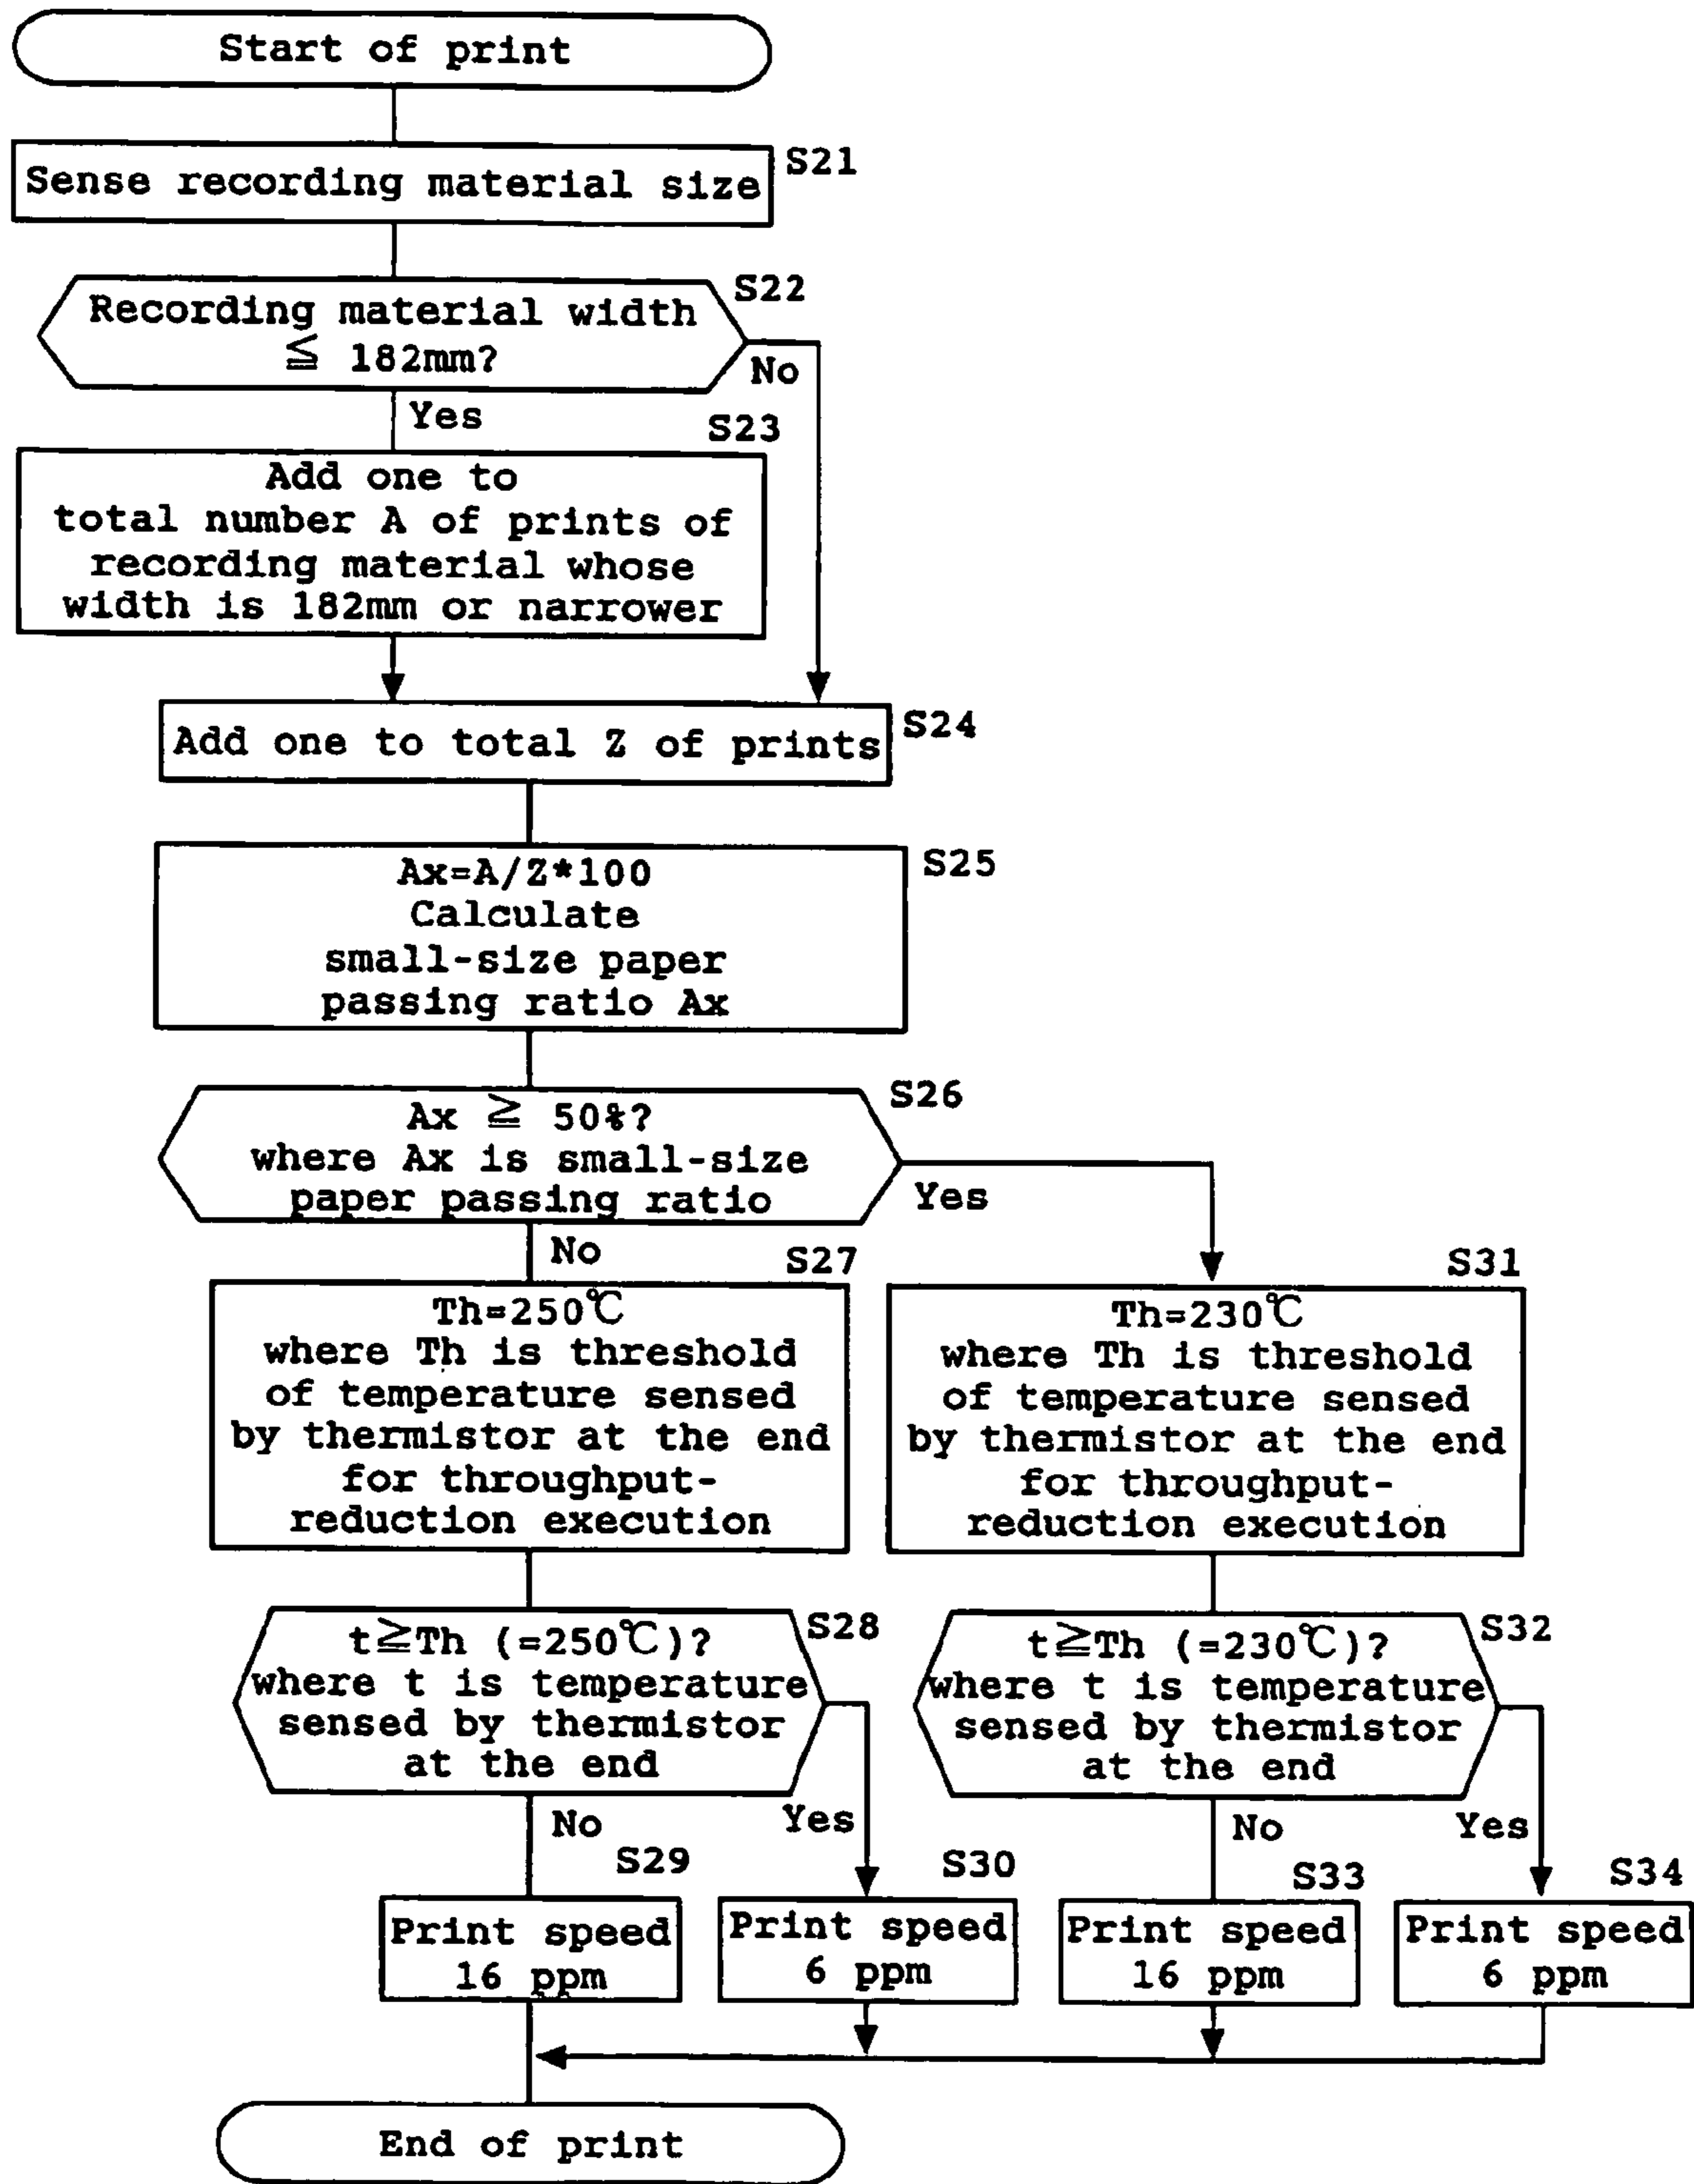 Start of print
S21
Sense recording material size
S22
Recording material width
≦ 182mm?
No
Yes
S23
Add one to
total number A of prints of
recording material whose
width is 182mm or narrower
S24
Add one to total Z of prints
S25
Ax=A/Z*100
Calculate
small-size paper
passing ratio Ax
S26
Ax ≧ 50%?
where Ax is small-size
paper passing ratio
Yes
No
S27
Th=250℃
where Th is threshold
of temperature sensed
by thermistor at the end
for throughput-
reduction execution
S31
Th=230℃
where Th is threshold
of temperature sensed
by thermistor at the end
for throughput-
reduction execution
S28
t≧Th (=250℃)?
where t is temperature
sensed by thermistor
at the end
No
Yes
S32
t≧Th (=230℃)?
where t is temperature
sensed by thermistor
at the end
No
Yes
S29
Print speed
16 ppm
S30
Print speed
6 ppm
S33
Print speed
16 ppm
S34
Print speed
6 ppm
End of print